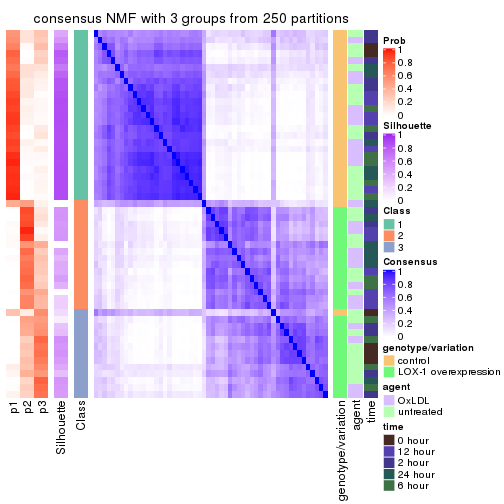 consensus NMF with 3 groups from 250 partitions
Prob
1
0.8
0.6
0.4
0.2
0
Silhouette
1
0.8
0.6
0.4
0.2
0
Class
1
2
3
Consensus
1
0.8
0.6
0.4
0.2
0
genotype/variation
control
LOX-1 overexpression
agent
OxLDL
untreated
time
0 hour
12 hour
2 hour
24 hour
6 hour
p1
p2
p3
Silhouette
Class
genotype/variation
agent
time